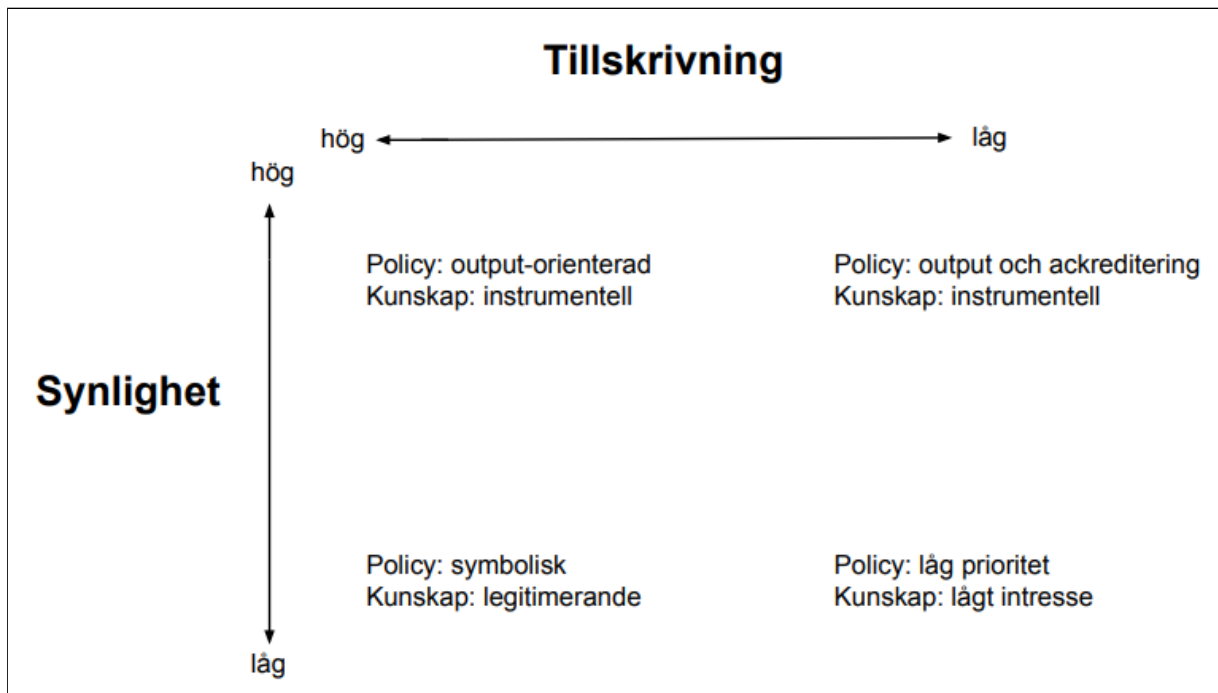 Tillskrivning
hög
låg
hög
Policy: output-orienterad
Kunskap: instrumentell
Policy: output och ackreditering
Kunskap: instrumentell
Synlighet
Policy: symbolisk
Kunskap: legitimerande
Policy: låg prioritet
Kunskap: lågt intresse
låg